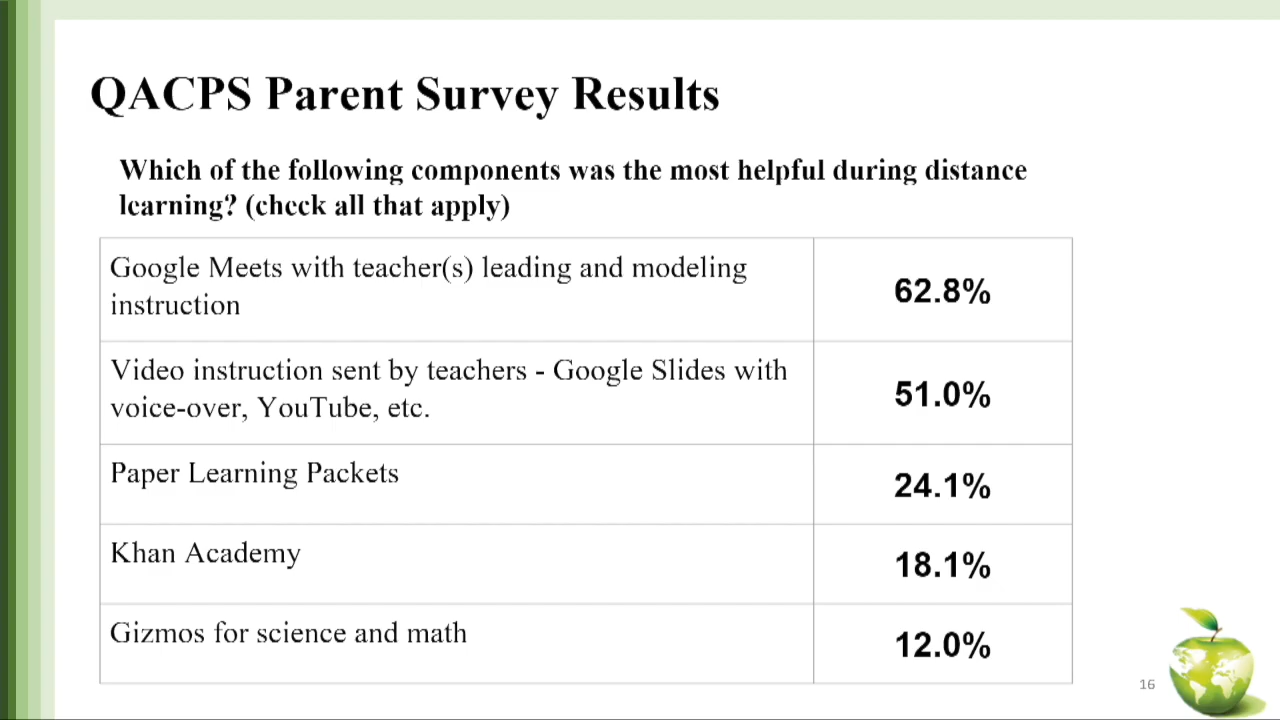 QACPS Parent Survey Results
Which of the following components was the most helpful during distance
learning? (check all that apply)
Google Meets with teacher(s) leading and modeling
instruction
62.8%
Video instruction sent by teachers - Google Slides with
voice-over, YouTube, etc.
51.0%
Paper Learning Packets
24.1%
Khan Academy
18.1%
Gizmos for science and math
12.0%
16